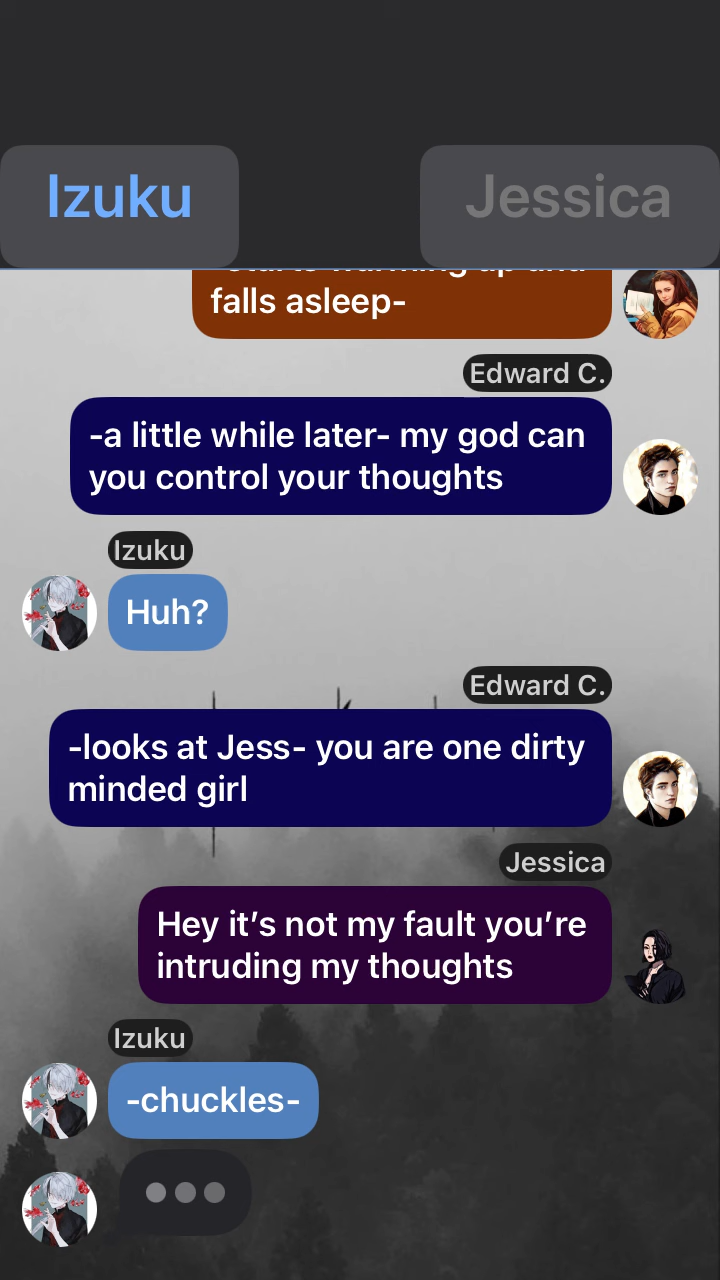 Izuku
Jessica
falls asleep-
Edward C.
-a little while later- my god can
you control your thoughts
Izuku
Huh?
Edward C.
-looks at Jess- you are one dirty
minded girl
Jessica
Hey it’s not my fault you’re
intruding my thoughts
Izuku
-chuckles-